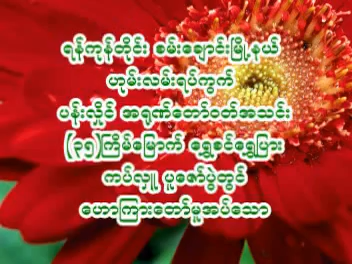 ရန်ကုန်တိုင်း စမ်းချောင်းမြို့နယ်
ဟုမ်းလမ်းရပ်ကွက်
ပန်းလှိုင် အရုဏ်တော်ဝတ်အသင်း
(၃၅)ကြိမ်မြောက် ရွှေစင်ရွှေပြား
ကပ်လှူ ပူဇော်ပွဲတွင်
ဟောကြားတော်မူအပ်သော